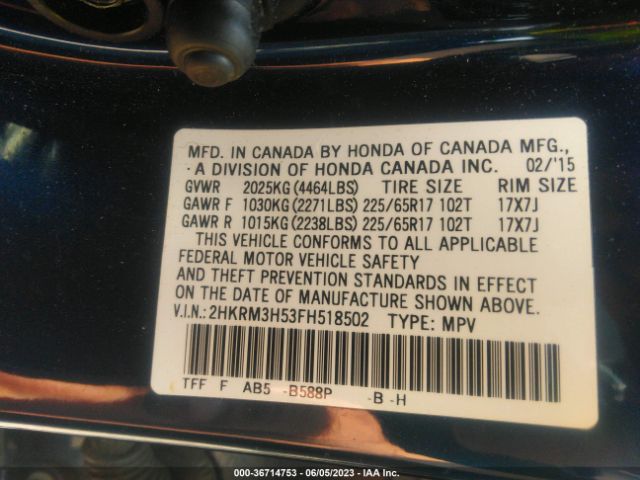 MFD. IN CANADA BY HONDA OF CANADA MFG.,
A DIVISION OF HONDA CANADA INC. 02/'15
GVWR 2025KG (4464LBS) TIRE SIZE RIM SIZE
GAWR F 1030KG (2271LBS) 225/65R17 102T 17X7J
GAWR R 1015KG (2238LBS) 225/65R17 102T 17X7J
THIS VEHICLE CONFORMS TO ALL APPLICABLE
FEDERAL MOTOR VEHICLE SAFETY
AND THEFT PREVENTION STANDARDS IN EFFECT
ON THE DATE OF MANUFACTURE SHOWN ABOVE.
V.I.N.: 2HKRM3H53FH518502 TYPE: MPV
TFF F AB5 -B588P -B -H
000-36714753 | 06/05/2023 | IAA Inc.